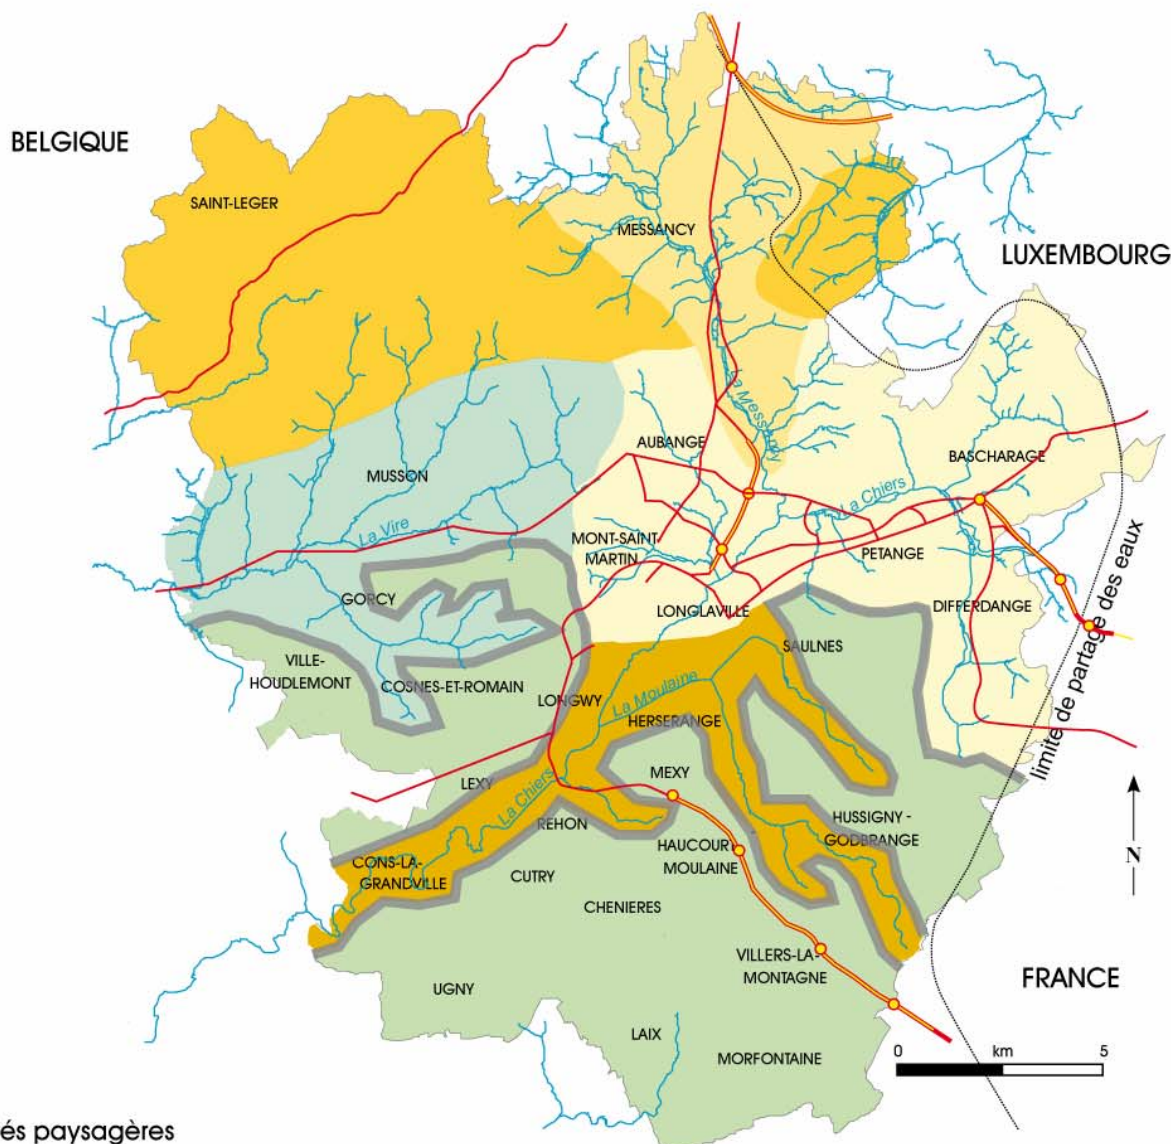 BELGIQUE
SAINT-LEGER
MESSANCY
LUXEMBOURG
La Messancy
AUBANGE
BASCHARAGE
MUSSON
La Chiers
La Vire
MONT-SAINT
MARTIN
PETANGE
limite de partage des eaux
GORCY
LONGLAVILLE
DIFFERDANGE
SAULNES
VILLE-
HOUDLEMONT
COSNES-ET-ROMAIN
LONGWY
La Moulaine
HERSERANGE
MEXY
LEXY
La Chiers
REHON
HUSSIGNY -
GODBRANGE
HAUCOUR
MOULAINE
CONS-LA-
GRANDVILLE
CUTRY
N
CHENIERES
VILLERS-LA-
MONTAGNE
FRANCE
UGNY
LAIX
MORFONTAINE
0 km 5
és paysagères